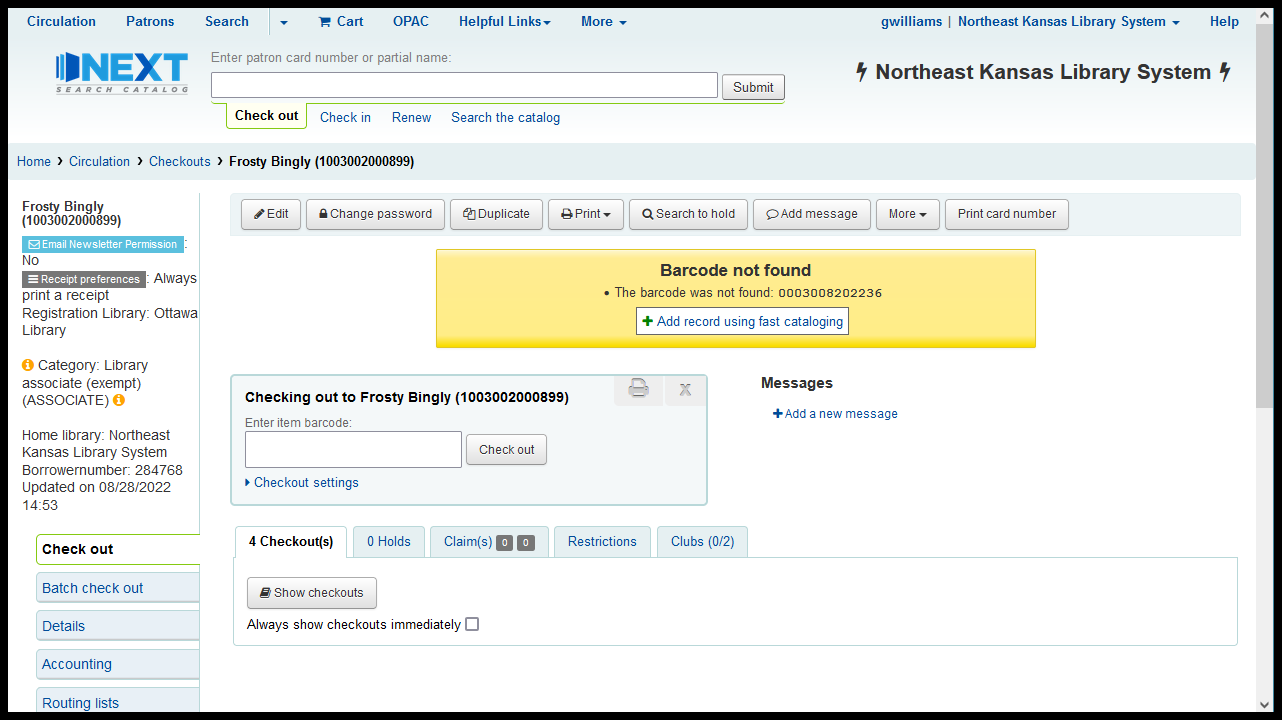 Circulation Patrons Search Cart OPAC Helpful Links More gwilliams | Northeast Kansas Library System Help
NEXT
SEARCH CATALOG
Enter patron card number or partial name:
Submit
Northeast Kansas Library System
Check out Check in Renew Search the catalog
Home › Circulation › Checkouts › Frosty Bingly (1003002000899)
Frosty Bingly
(1003002000899)
Email Newsletter Permission :
No
Receipt preferences : Always
print a receipt
Registration Library: Ottawa
Library
Category: Library
associate (exempt)
(ASSOCIATE)
Home library: Northeast
Kansas Library System
Borrowernumber: 284768
Updated on 08/28/2022
14:53
Check out
Batch check out
Details
Accounting
Routing lists
Edit Change password Duplicate Print Search to hold Add message More Print card number
Barcode not found
• The barcode was not found: 0003008202236
Add record using fast cataloging
Checking out to Frosty Bingly (1003002000899) X
Enter item barcode:
Check out
Checkout settings
Messages
Add a new message
4 Checkout(s) 0 Holds Claim(s) 0 0 Restrictions Clubs (0/2)
Show checkouts
Always show checkouts immediately